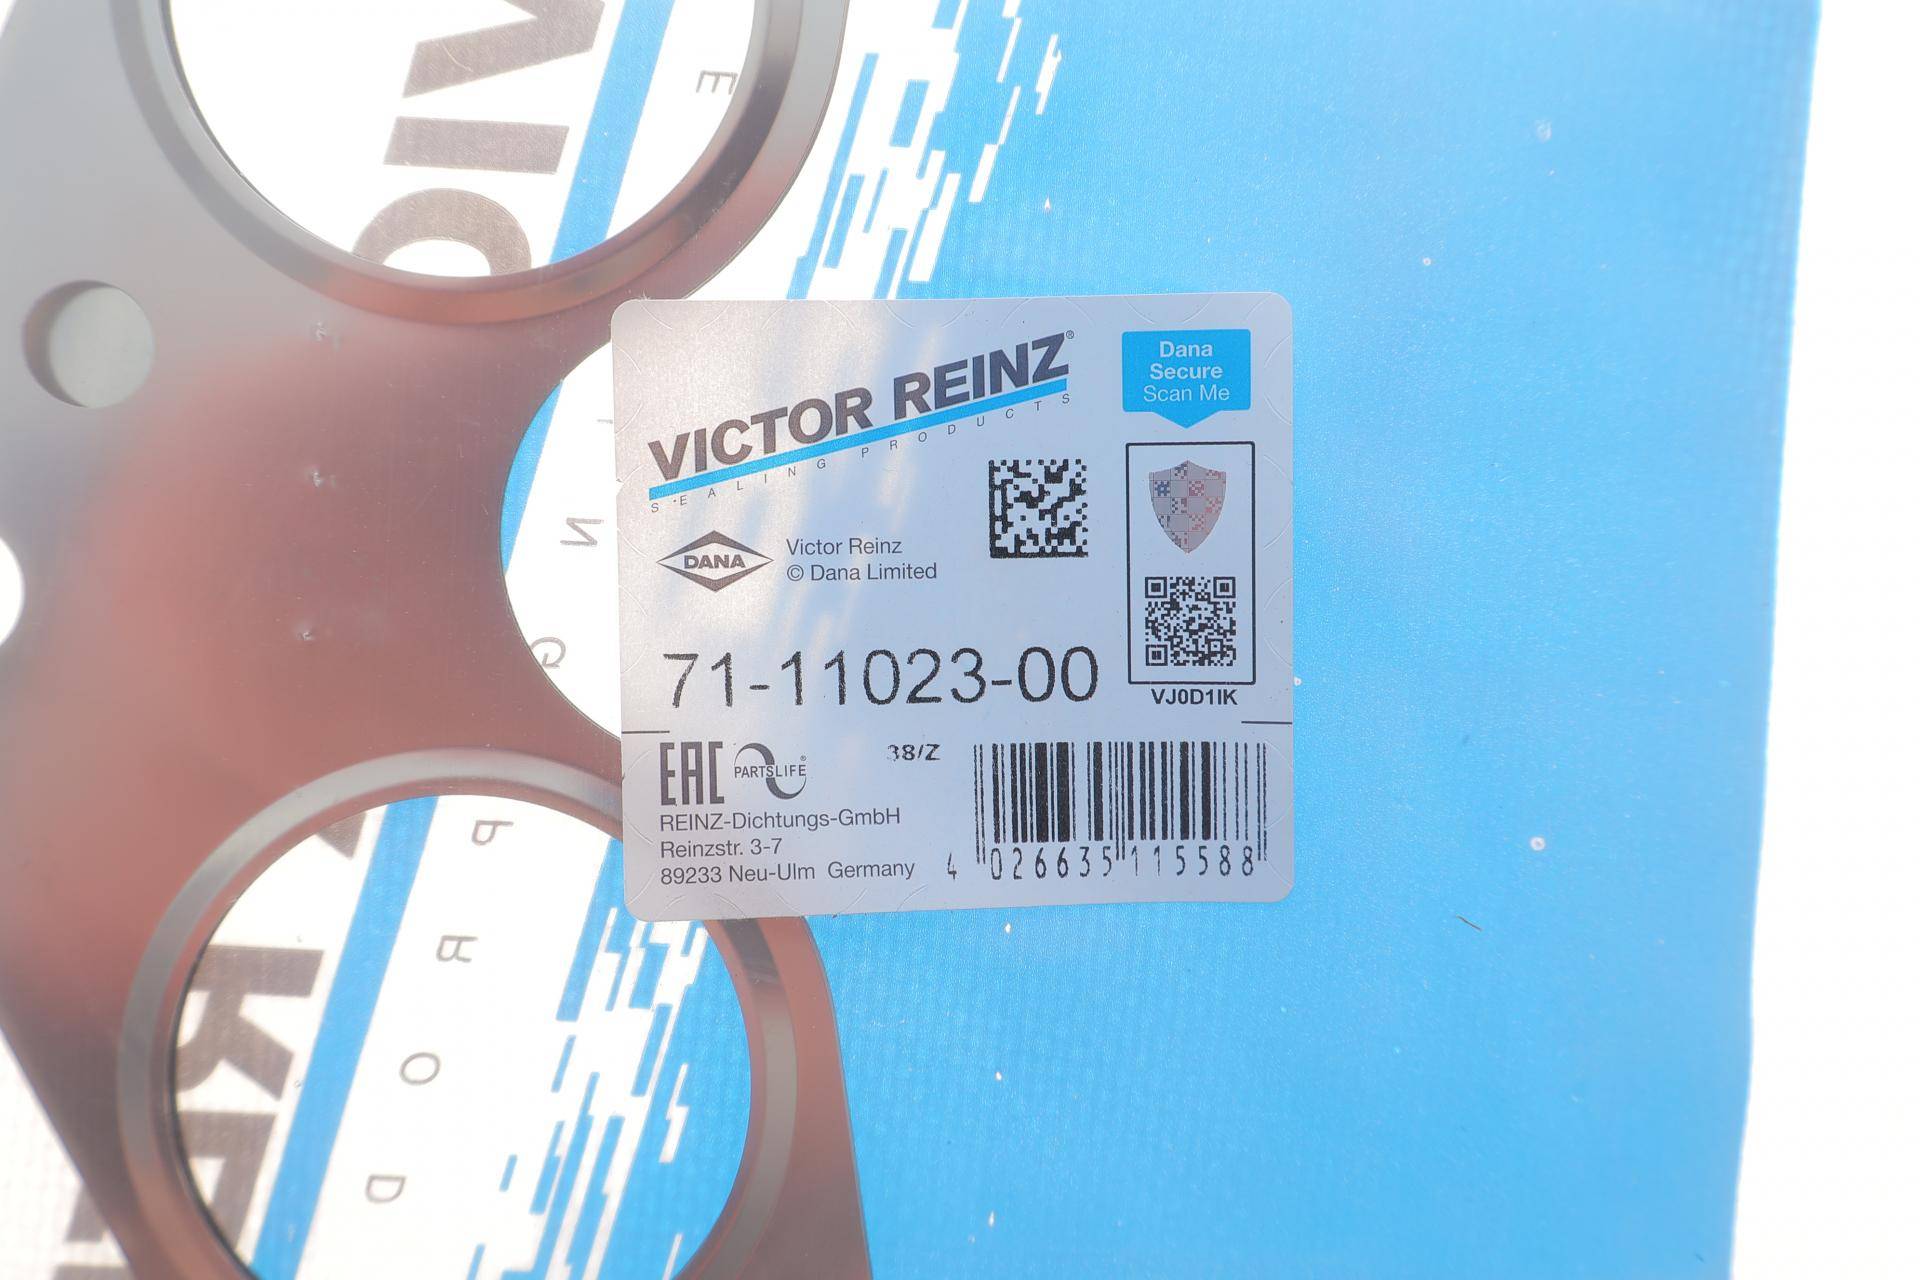 VICTOR REINZ®
SEALING PRODUCTS
Dana
Secure
Scan Me
DANA
Victor Reinz
© Dana Limited
71-11023-00
VJ0D1IK
EAC
PARTSLIFE®
38/Z
REINZ-Dichtungs-GmbH
Reinzstr. 3-7
89233 Neu-Ulm Germany
4 026635 115588